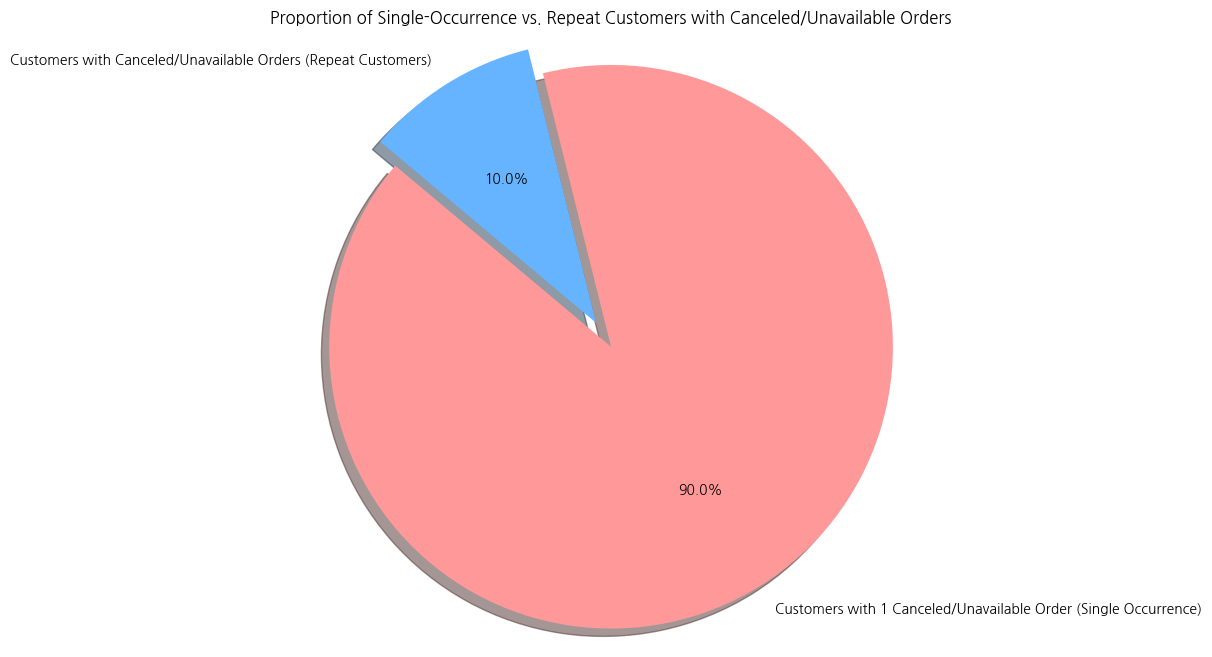 Proportion of Single-Occurrence vs. Repeat Customers with Canceled/Unavailable Orders
Customers with Canceled/Unavailable Orders (Repeat Customers)
10.0%
90.0%
Customers with 1 Canceled/Unavailable Order (Single Occurrence)